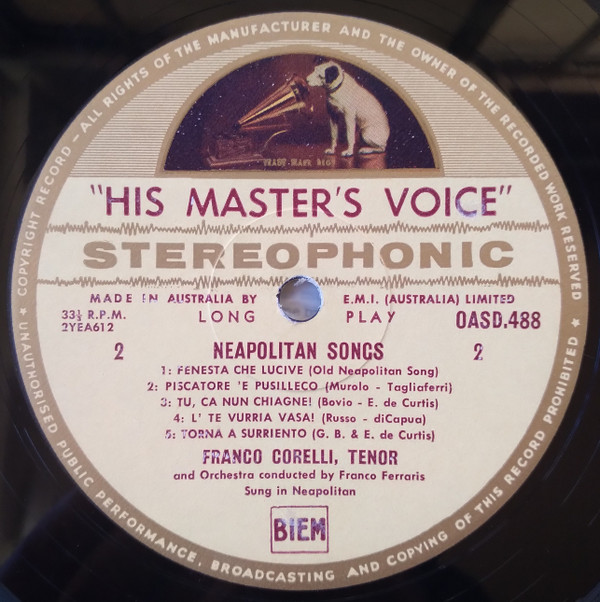 COPYRIGHT RECORD — ALL RIGHTS OF THE MANUFACTURER AND THE OWNER OF THE RECORDED WORK RESERVED
★ UNAUTHORISED PUBLIC PERFORMANCE, BROADCASTING AND COPYING OF THIS RECORD PROHIBITED ★
TRADE-MARK REGD
"HIS MASTER'S VOICE"
STEREOPHONIC
MADE IN AUSTRALIA BY E.M.I. (AUSTRALIA) LIMITED
33⅓ R.P.M. LONG PLAY OASD.488
2YEA612
2 NEAPOLITAN SONGS 2
1: FENESTA CHE LUCIVE (Old Neapolitan Song)
2: PISCATORE 'E PUSILLECO (Murolo - Tagliaferri)
3: TU, CA NUN CHIAGNE! (Bovio - E. de Curtis)
4: L' TE VURRIA VASA! (Russo - diCapua)
5: TORNA A SURRIENTO (G. B. & E. de Curtis)
FRANCO CORELLI, TENOR
and Orchestra conducted by Franco Ferraris
Sung in Neapolitan
BIEM